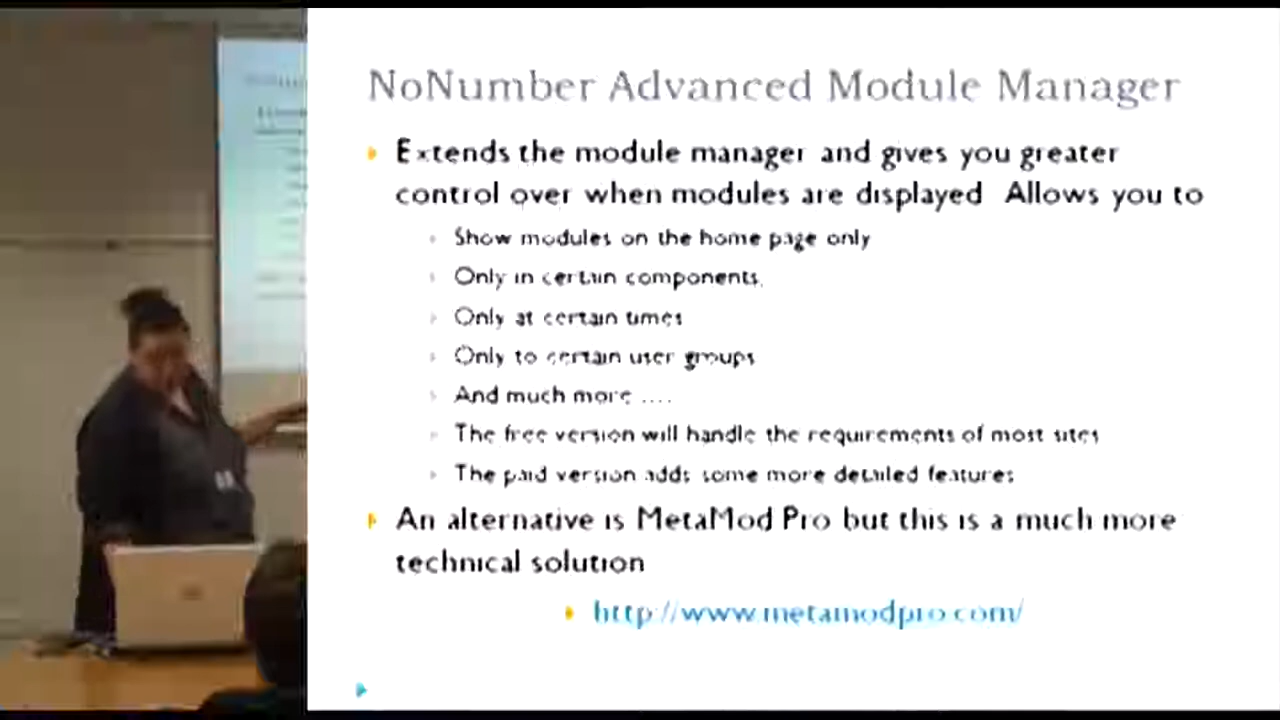 NoNumber Advanced Module Manager
Extends the module manager and gives you greater
control over when modules are displayed Allows you to
Show modules on the home page only
Only in certain components.
Only at certain times
Only to certain user groups
And much more ....
The free version will handle the requirements of most sites
The paid version adds some more detailed features
An alternative is MetaMod Pro but this is a much more
technical solution
http://www.metamodpro.com/